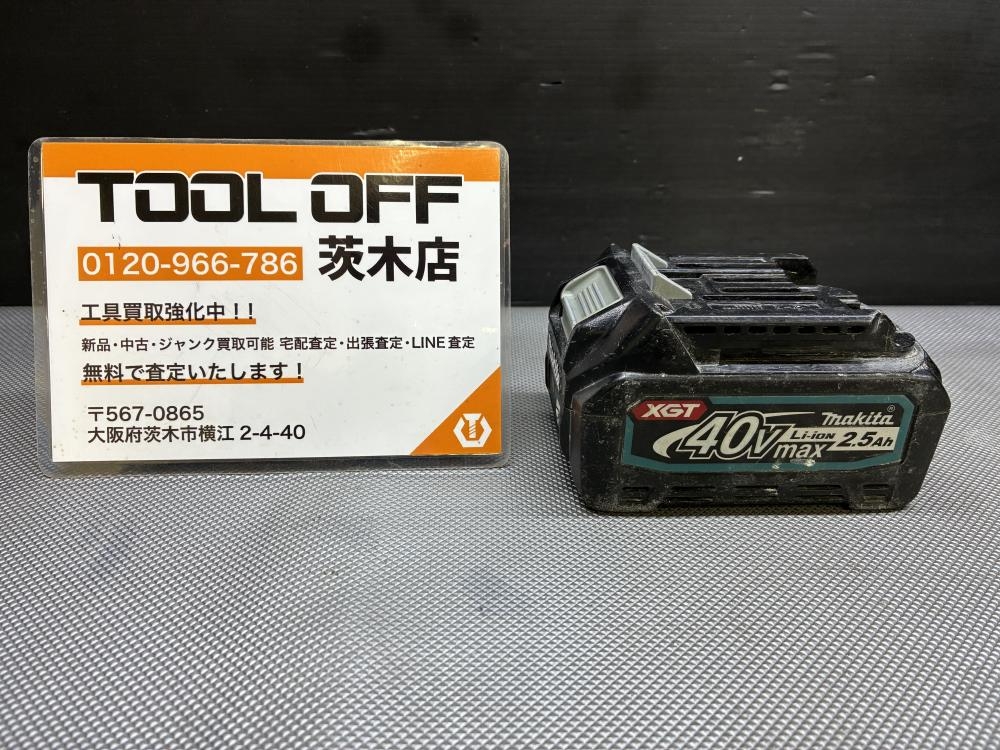 TOOL OFF
0120-966-786 茨木店
工具買取強化中！！
新品・中古・ジャンク買取可能 宅配査定・出張査定・LINE査定
無料で査定いたします！
〒567-0865
大阪府茨木市横江 2-4-40
XGT
makita®
40Vmax
Li-ion 2.5Ah